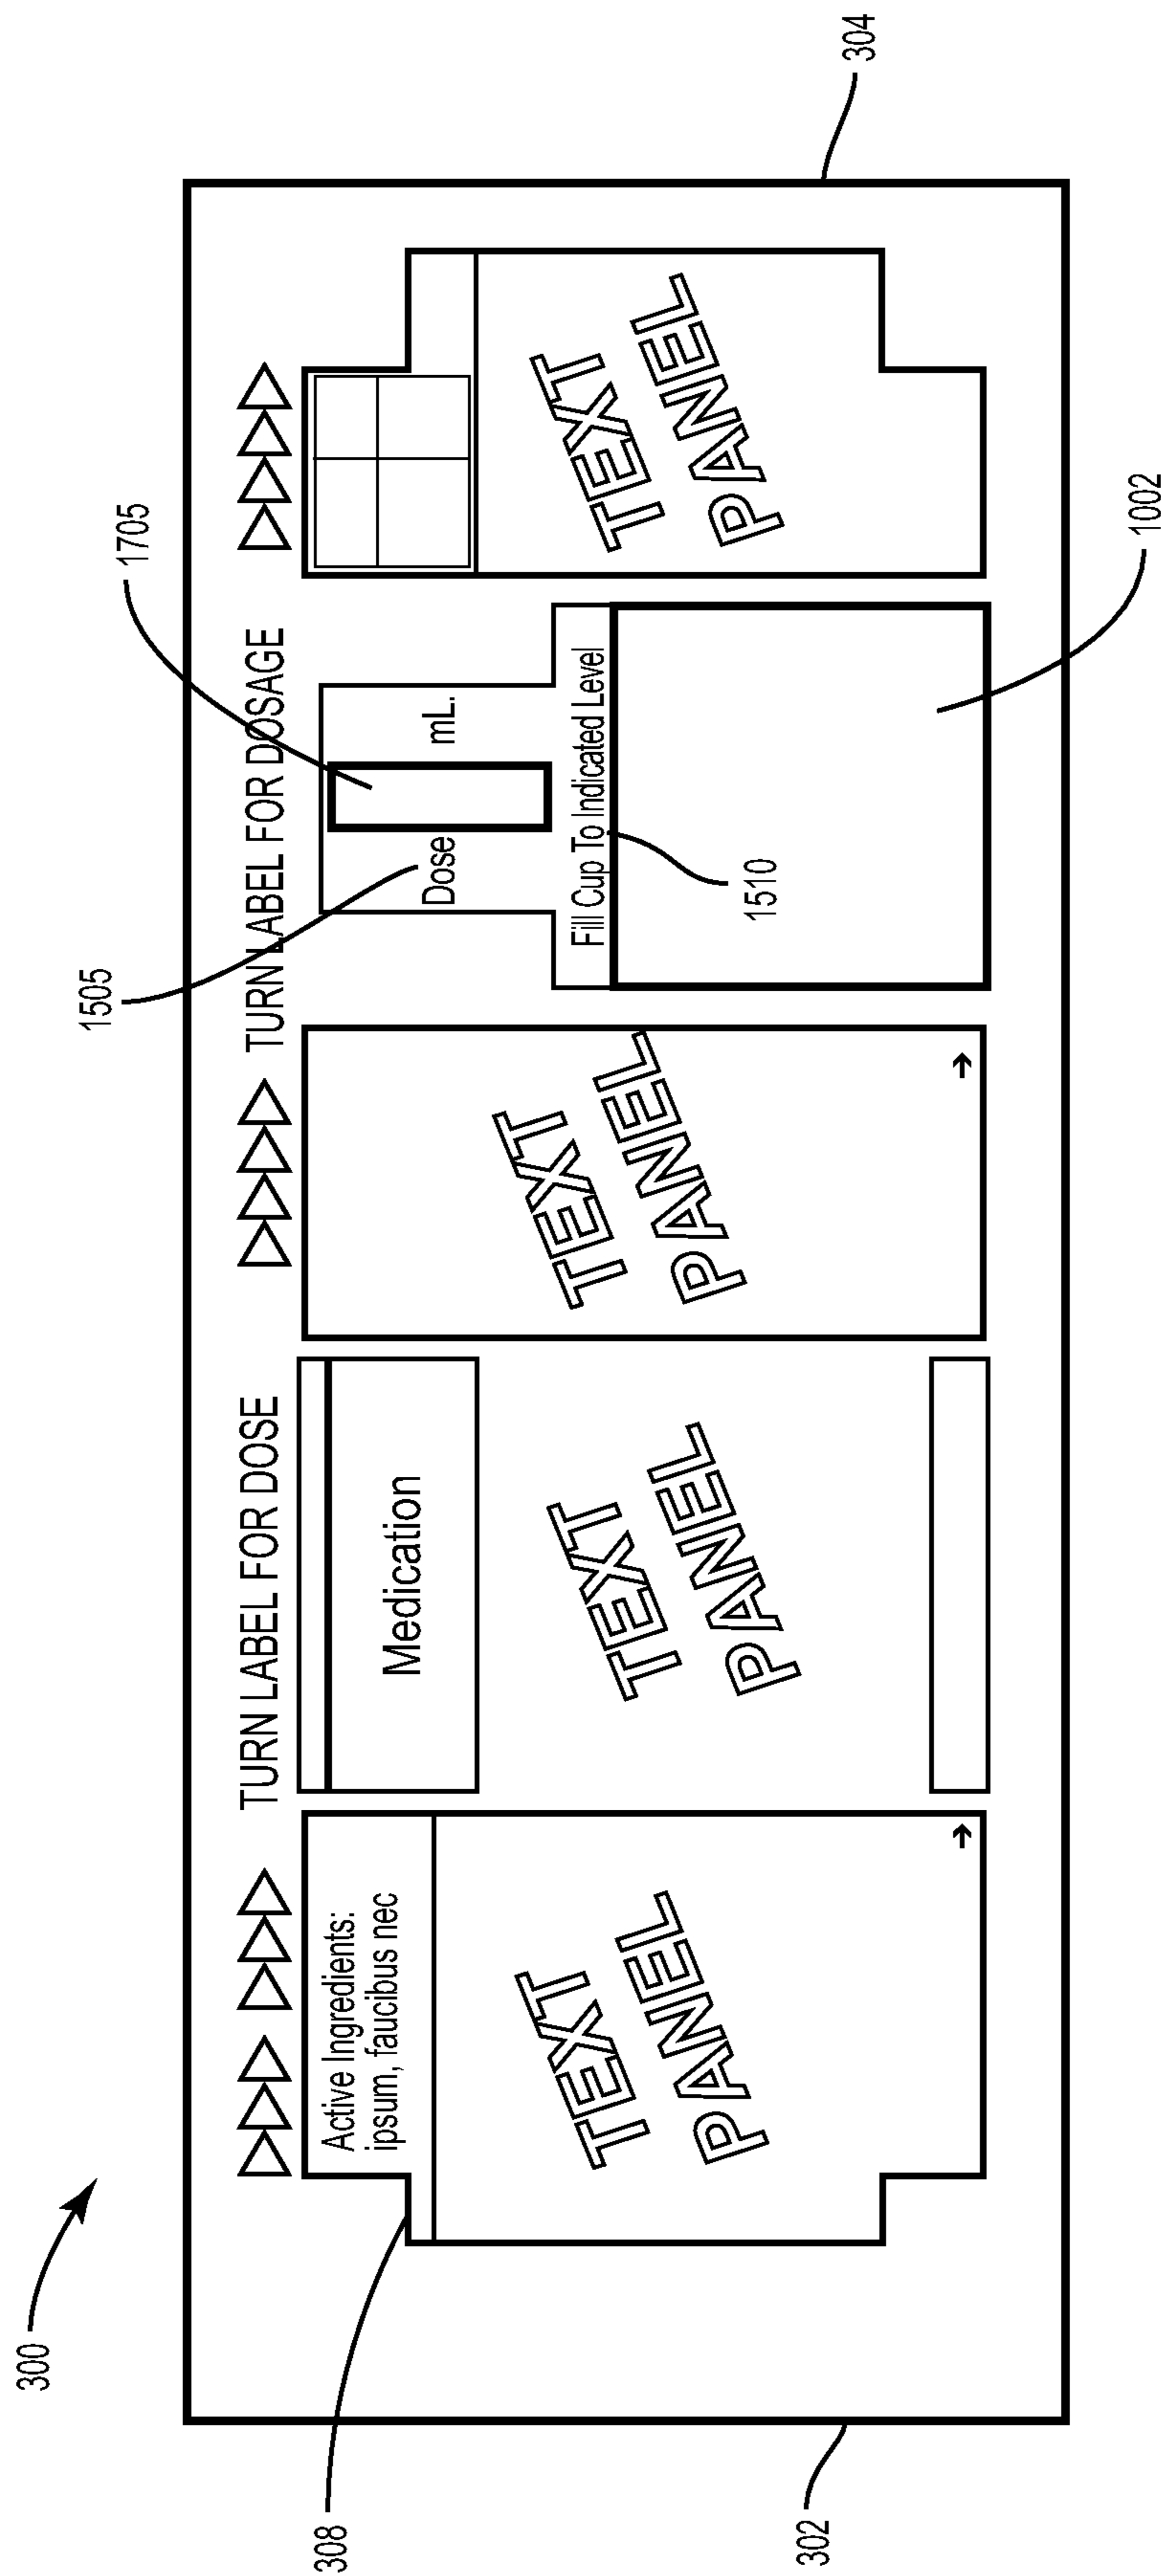 300
308
302
304
1505
1705
1510
1002
TURN LABEL FOR DOSE
TURN LABEL FOR DOSAGE
Active Ingredients:
ipsum, faucibus nec
TEXT
PANEL
Medication
TEXT
PANEL
TEXT
PANEL
Dose
mL.
Fill Cup To Indicated Level
TEXT
PANEL